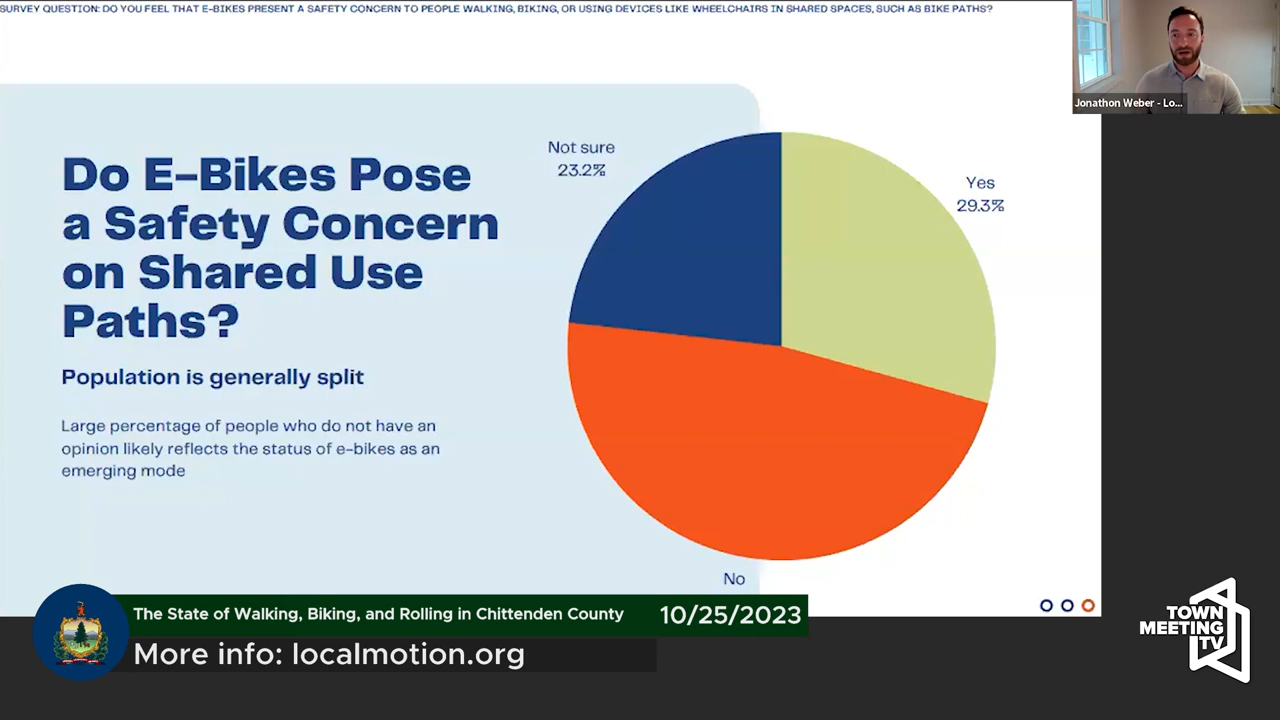 SURVEY QUESTION: DO YOU FEEL THAT E-BIKES PRESENT A SAFETY CONCERN TO PEOPLE WALKING, BIKING, OR USING DEVICES LIKE WHEELCHAIRS IN SHARED SPACES, SUCH AS BIKE PATHS?
Jonathon Weber - Lo...
Do E-Bikes Pose
a Safety Concern
on Shared Use
Paths?
Population is generally split
Large percentage of people who do not have an
opinion likely reflects the status of e-bikes as an
emerging mode
Not sure
23.2%
Yes
29.3%
No
The State of Walking, Biking, and Rolling in Chittenden County 10/25/2023
More info: localmotion.org
TOWN
MEETING
TV